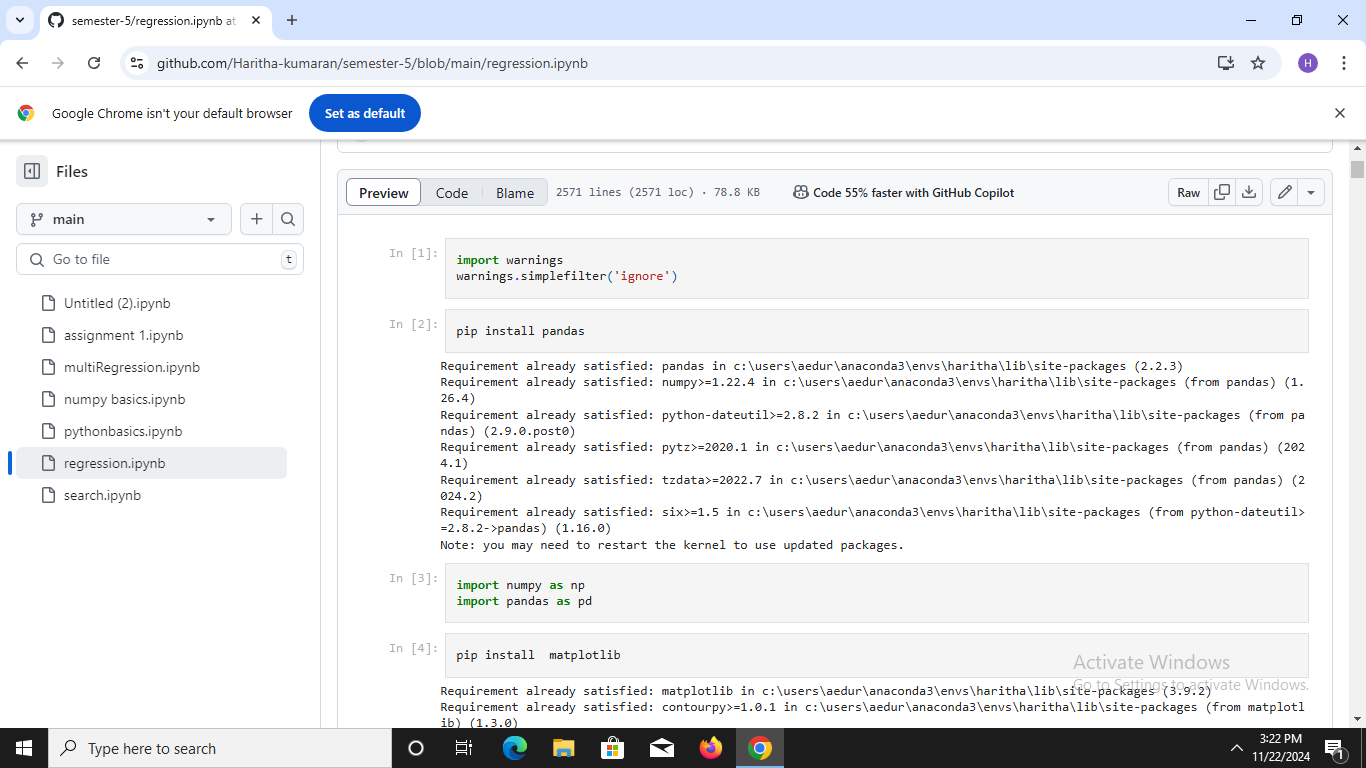 semester-5/regression.ipynb at
github.com/Haritha-kumaran/semester-5/blob/main/regression.ipynb
H
Google Chrome isn't your default browser
Set as default
Files
main
Go to file
t
Untitled (2).ipynb
assignment 1.ipynb
multiRegression.ipynb
numpy basics.ipynb
pythonbasics.ipynb
regression.ipynb
search.ipynb
Preview Code Blame 2571 lines (2571 loc) · 78.8 KB Code 55% faster with GitHub Copilot Raw
In [1]:
import warnings
warnings.simplefilter('ignore')
In [2]:
pip install pandas
Requirement already satisfied: pandas in c:\users\aedur\anaconda3\envs\haritha\lib\site-packages (2.2.3)
Requirement already satisfied: numpy>=1.22.4 in c:\users\aedur\anaconda3\envs\haritha\lib\site-packages (from pandas) (1.
26.4)
Requirement already satisfied: python-dateutil>=2.8.2 in c:\users\aedur\anaconda3\envs\haritha\lib\site-packages (from pa
ndas) (2.9.0.post0)
Requirement already satisfied: pytz>=2020.1 in c:\users\aedur\anaconda3\envs\haritha\lib\site-packages (from pandas) (202
4.1)
Requirement already satisfied: tzdata>=2022.7 in c:\users\aedur\anaconda3\envs\haritha\lib\site-packages (from pandas) (2
024.2)
Requirement already satisfied: six>=1.5 in c:\users\aedur\anaconda3\envs\haritha\lib\site-packages (from python-dateutil>
=2.8.2->pandas) (1.16.0)
Note: you may need to restart the kernel to use updated packages.
In [3]:
import numpy as np
import pandas as pd
In [4]:
pip install  matplotlib
Requirement already satisfied: matplotlib in c:\users\aedur\anaconda3\envs\haritha\lib\site-packages (3.9.2)
Requirement already satisfied: contourpy>=1.0.1 in c:\users\aedur\anaconda3\envs\haritha\lib\site-packages (from matplotl
ib) (1.3.0)
Activate Windows
Go to Settings to activate Windows.
Type here to search
3:22 PM
11/22/2024
1